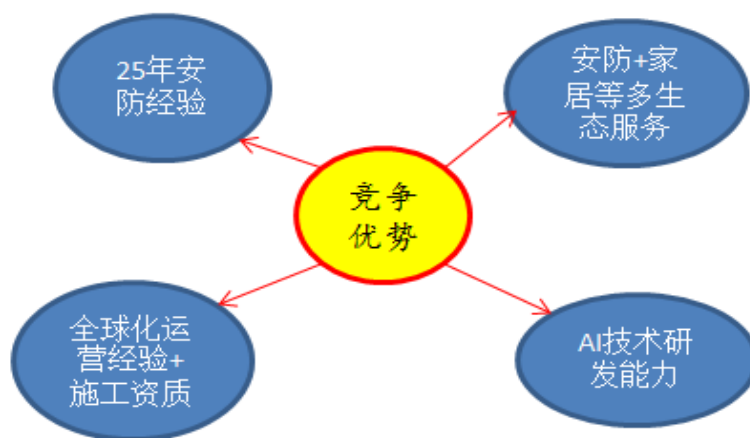 25年安
防经验
安防+家
居等多生
态服务
竞争
优势
全球化运
营经验+
施工资质
AI技术研
发能力